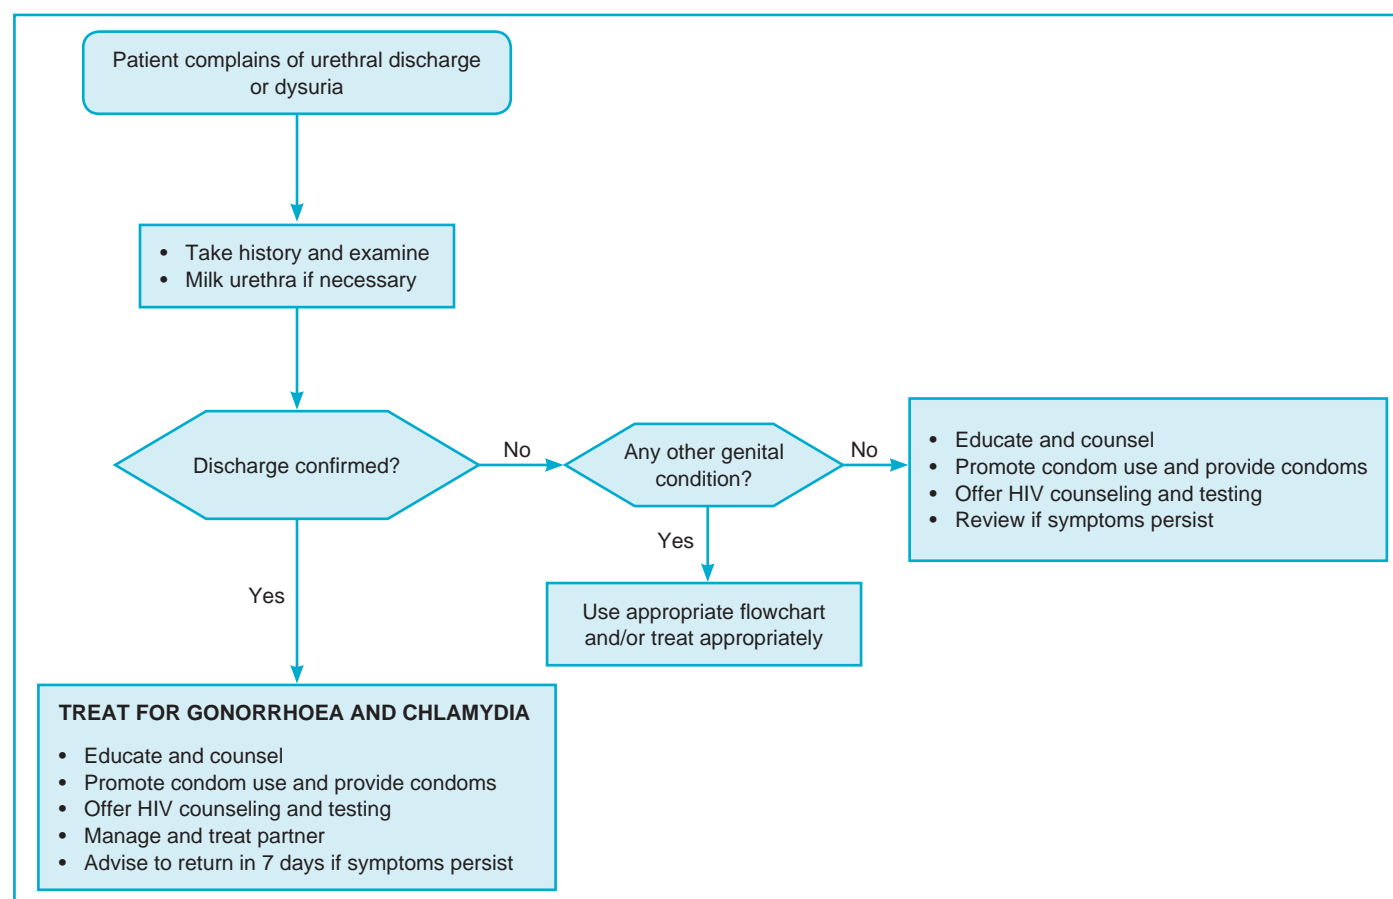 Patient complains of urethral discharge
or dysuria
• Take history and examine
• Milk urethra if necessary
Discharge confirmed?
No
Any other genital
condition?
No
• Educate and counsel
• Promote condom use and provide condoms
• Offer HIV counseling and testing
• Review if symptoms persist
Yes
Use appropriate flowchart
and/or treat appropriately
Yes
TREAT FOR GONORRHOEA AND CHLAMYDIA
• Educate and counsel
• Promote condom use and provide condoms
• Offer HIV counseling and testing
• Manage and treat partner
• Advise to return in 7 days if symptoms persist